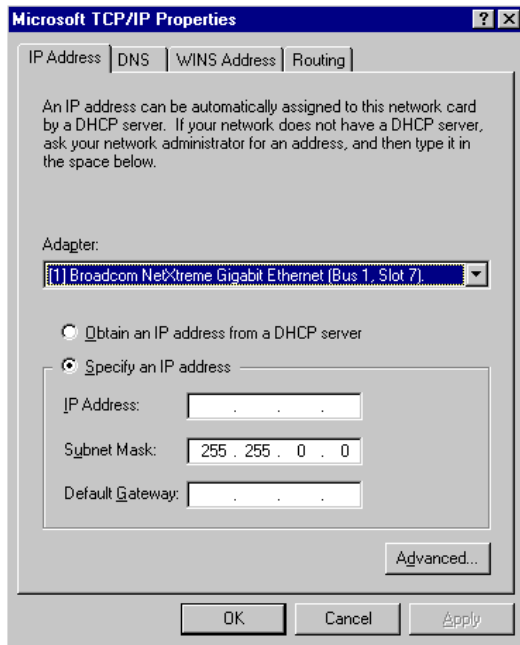 Microsoft TCP/IP Properties ? ×
IP Address DNS WINS Address Routing
An IP address can be automatically assigned to this network card
by a DHCP server. If your network does not have a DHCP server,
ask your network administrator for an address, and then type it in
the space below.
Adapter:
[1] Broadcom NetXtreme Gigabit Ethernet (Bus 1, Slot 7).
Obtain an IP address from a DHCP server
Specify an IP address
IP Address: . . .
Subnet Mask: 255 . 255 . 0 . 0
Default Gateway: . . .
Advanced...
OK Cancel Apply